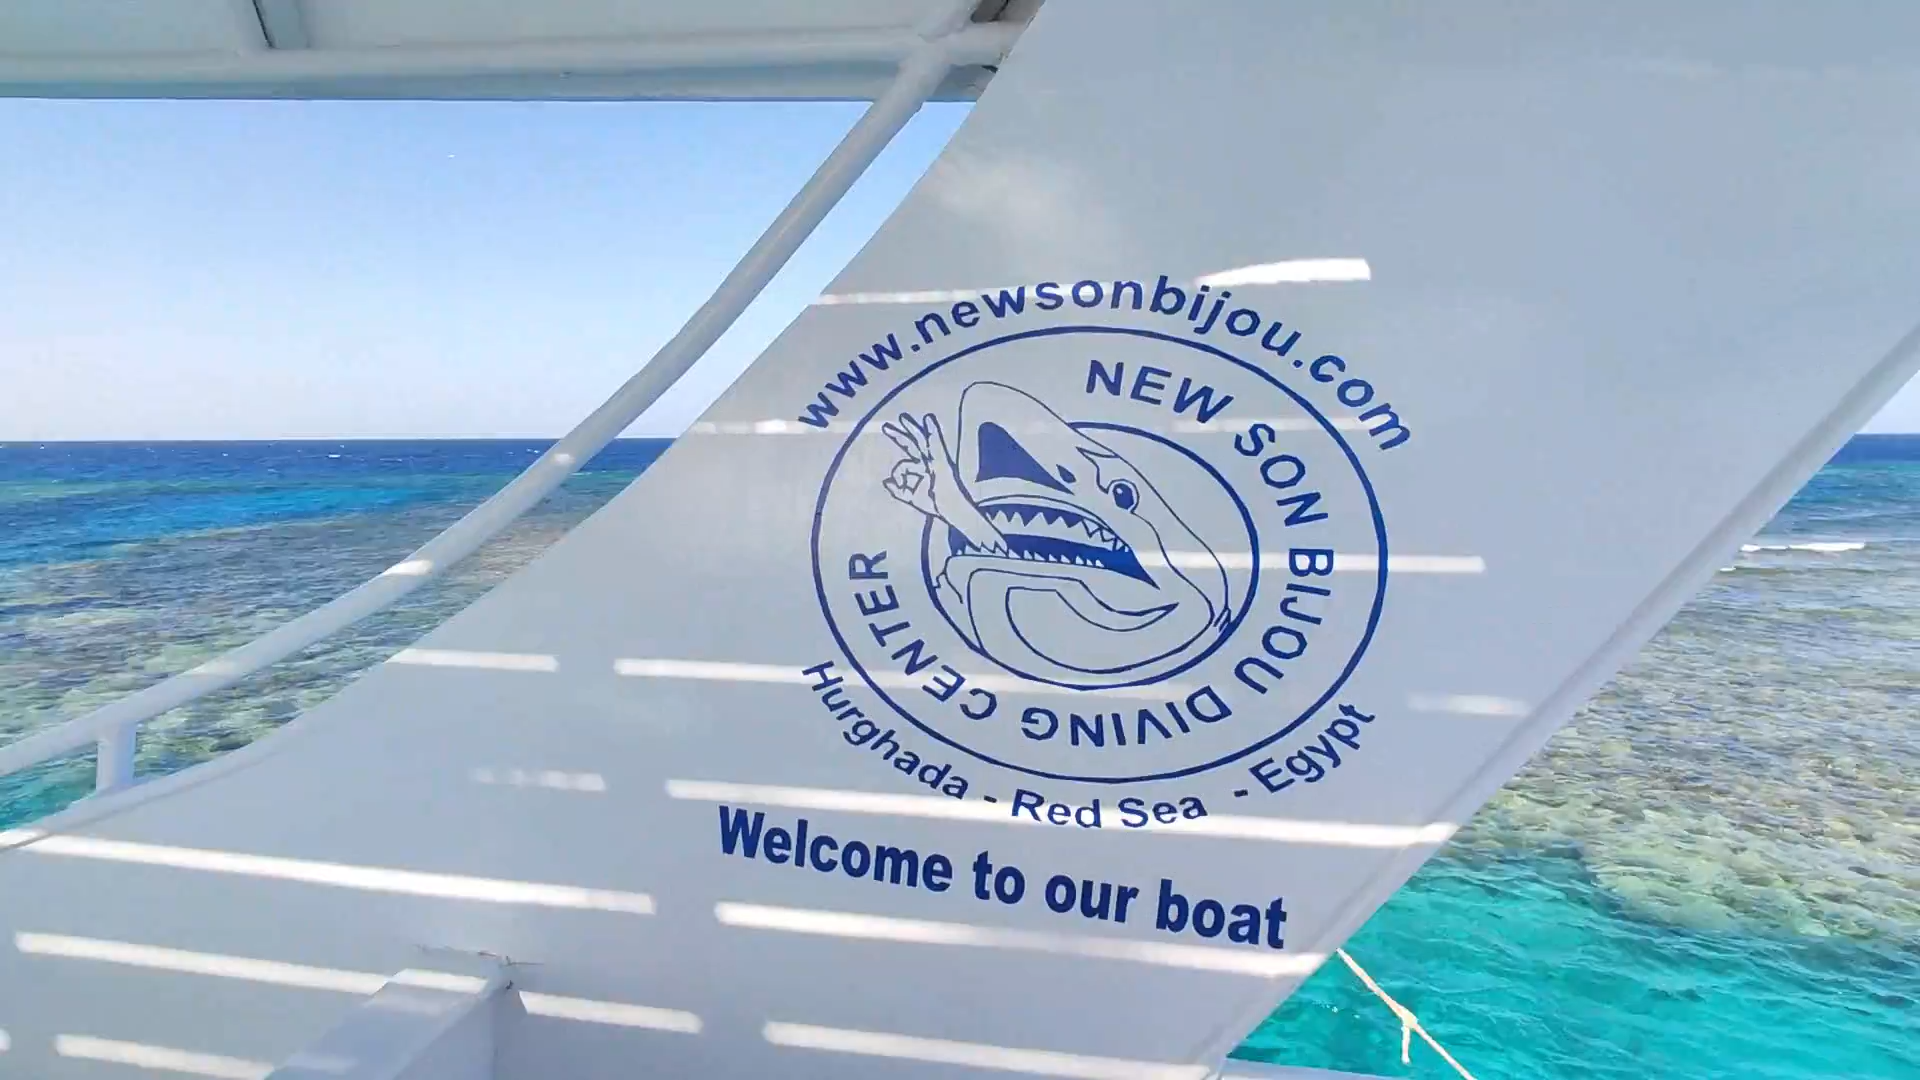 www.newsonbijou.com
NEW SON BIJOU DIVING CENTER
Hurghada - Red Sea - Egypt
Welcome to our boat